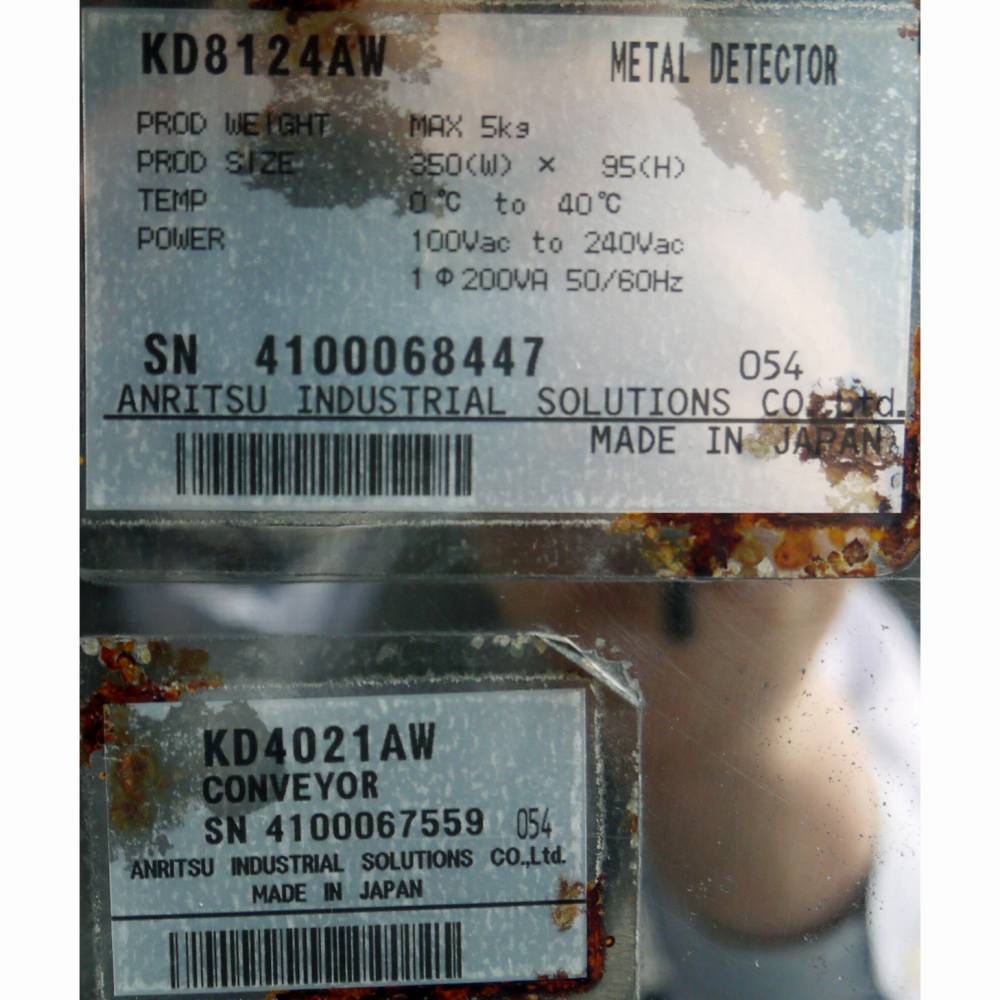 KD8124AW METAL DETECTOR
PROD WEIGHT MAX 5kg
PROD SIZE 350(W) × 95(H)
TEMP 0℃ to 40℃
POWER 100Vac to 240Vac
1 Φ 200VA 50/60Hz
SN 4100068447 054
ANRITSU INDUSTRIAL SOLUTIONS CO.,Ltd.
MADE IN JAPAN
KD4021AW
CONVEYOR
SN 4100067559 054
ANRITSU INDUSTRIAL SOLUTIONS CO.,Ltd.
MADE IN JAPAN